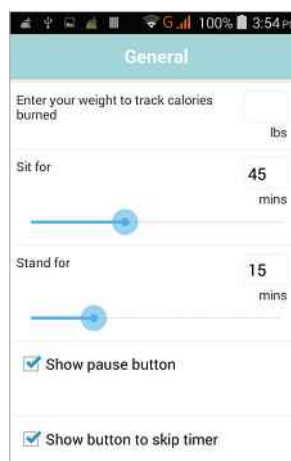 G 100% 3:54 P
General
Enter your weight to track calories
burned
lbs
Sit for
45
mins
Stand for
15
mins
Show pause button
Show button to skip timer